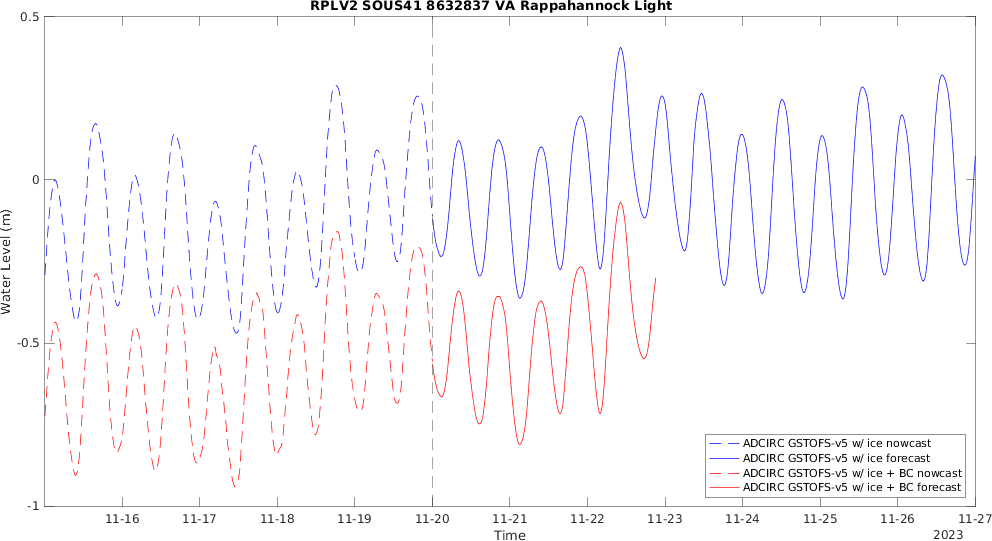 RPLV2 SOUS41 8632837 VA Rappahannock Light
0.5
0
-0.5
-1
Water Level (m)
11-16 11-17 11-18 11-19 11-20 11-21 11-22 11-23 11-24 11-25 11-26 11-27
Time
2023
ADCIRC GSTOFS-v5 w/ ice nowcast
ADCIRC GSTOFS-v5 w/ ice forecast
ADCIRC GSTOFS-v5 w/ ice + BC nowcast
ADCIRC GSTOFS-v5 w/ ice + BC forecast